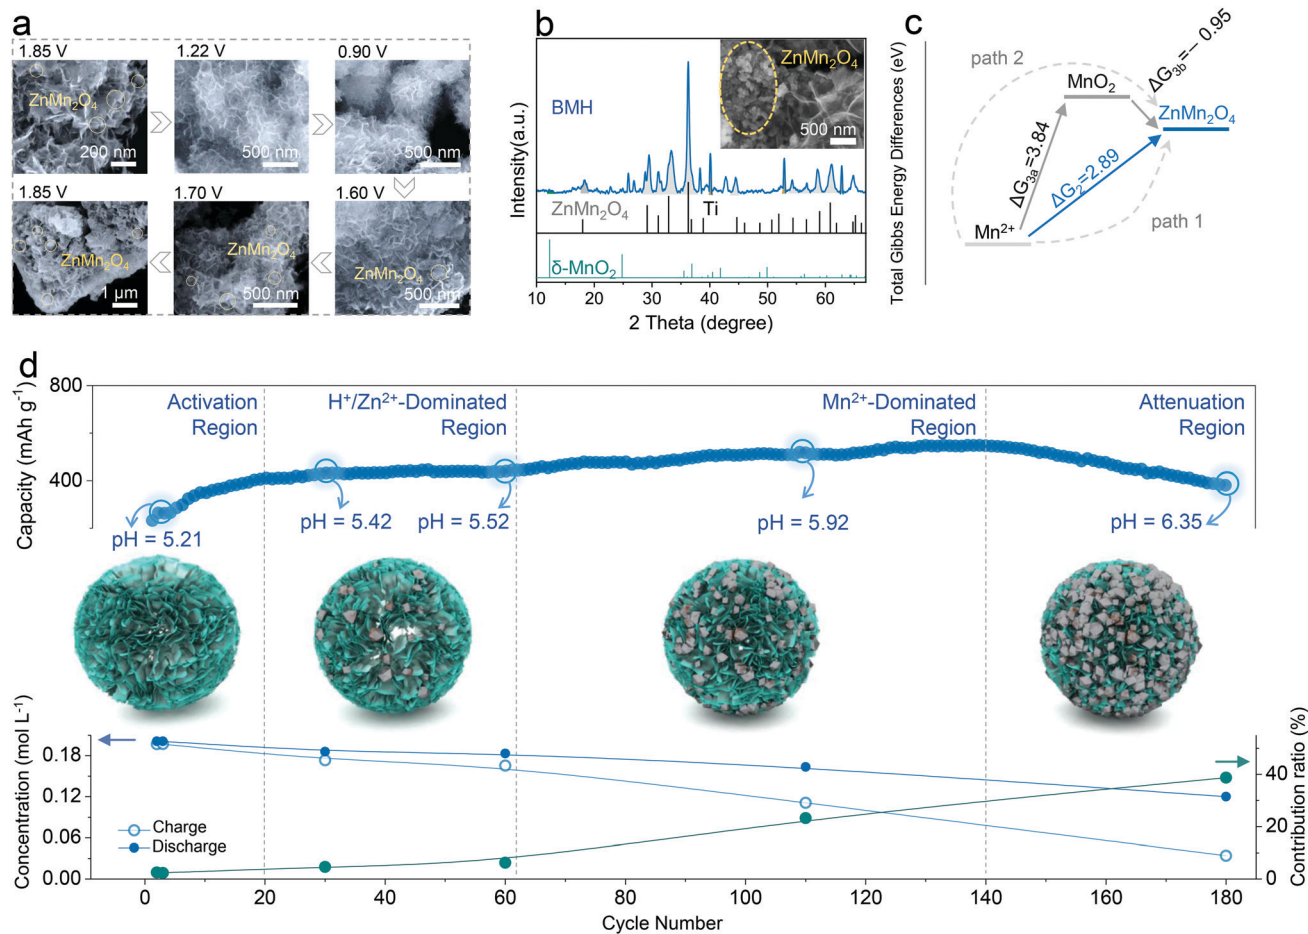 a
1.85 V
1.22 V
0.90 V
ZnMn2O4
200 nm
500 nm
500 nm
1.85 V
1.70 V
1.60 V
ZnMn2O4
ZnMn2O4
ZnMn2O4
1 µm
500 nm
500 nm
b
Intensity(a.u.)
BMH
ZnMn2O4
500 nm
ZnMn2O4
Ti
δ-MnO2
10 20 30 40 50 60
2 Theta (degree)
c
Total Gibbs Energy Differences (eV)
path 2
MnO2
ΔG3b=− 0.95
ZnMn2O4
ΔG3a=3.84
ΔG2=2.89
Mn2+
path 1
d
Capacity (mAh g-1)
800
400
Activation
Region
H+/Zn2+-Dominated
Region
Mn2+-Dominated
Region
Attenuation
Region
pH = 5.21
pH = 5.42
pH = 5.52
pH = 5.92
pH = 6.35
Concentration (mol L-1)
0.18
0.12
0.06
0.00
Charge
Discharge
Contribution ratio (%)
40
20
0
0 20 40 60 80 100 120 140 160 180
Cycle Number